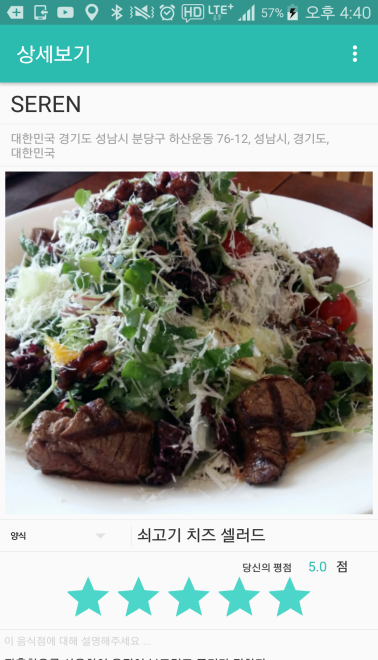 HD LTE+ 57% 오후 4:40
상세보기
SEREN
대한민국 경기도 성남시 분당구 하산운동 76-12, 성남시, 경기도,
대한민국
양식
쇠고기 치즈 셀러드
당신의 평점 5.0 점
이 음식점에 대해 설명해주세요 ...